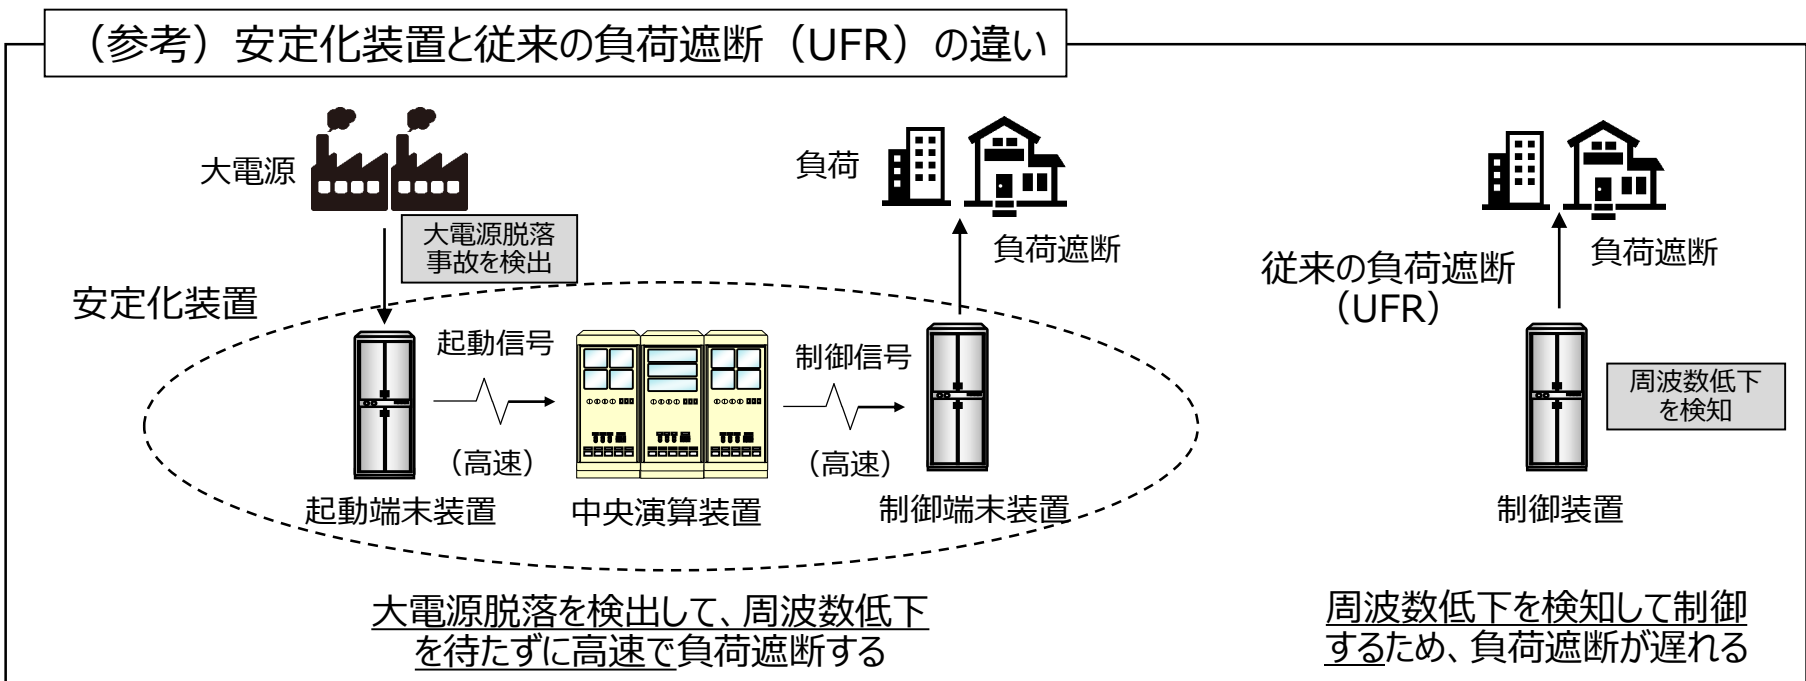 （参考）安定化装置と従来の負荷遮断（UFR）の違い
大電源
大電源脱落
事故を検出
負荷
負荷遮断
安定化装置
起動信号
（高速）
制御信号
（高速）
起動端末装置
中央演算装置
制御端末装置
大電源脱落を検出して、周波数低下
を待たずに高速で負荷遮断する
従来の負荷遮断
（UFR）
負荷遮断
周波数低下
を検知
制御装置
周波数低下を検知して制御
するため、負荷遮断が遅れる